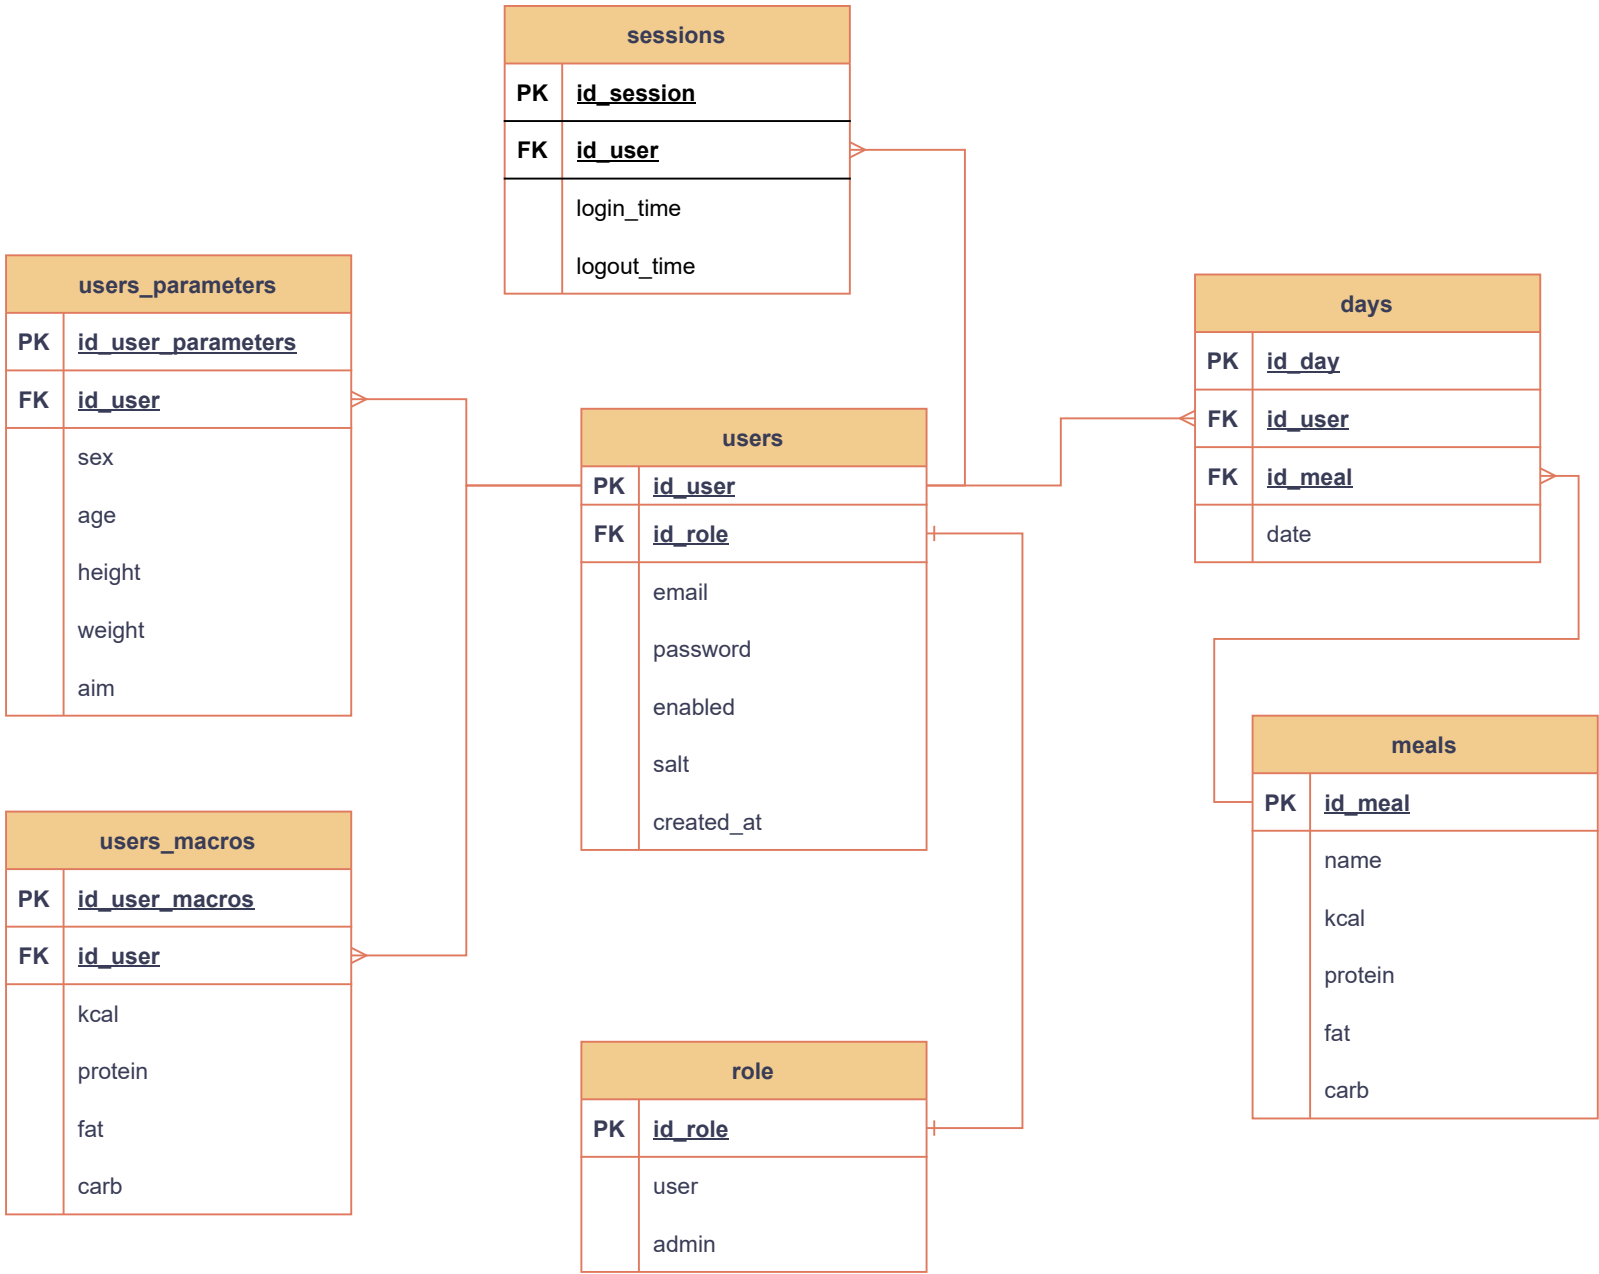 sessions
PK id_session
FK id_user
login_time
logout_time
users_parameters
PK id_user_parameters
FK id_user
sex
age
height
weight
aim
users
PK id_user
FK id_role
email
password
enabled
salt
created_at
days
PK id_day
FK id_user
FK id_meal
date
meals
PK id_meal
name
kcal
protein
fat
carb
users_macros
PK id_user_macros
FK id_user
kcal
protein
fat
carb
role
PK id_role
user
admin